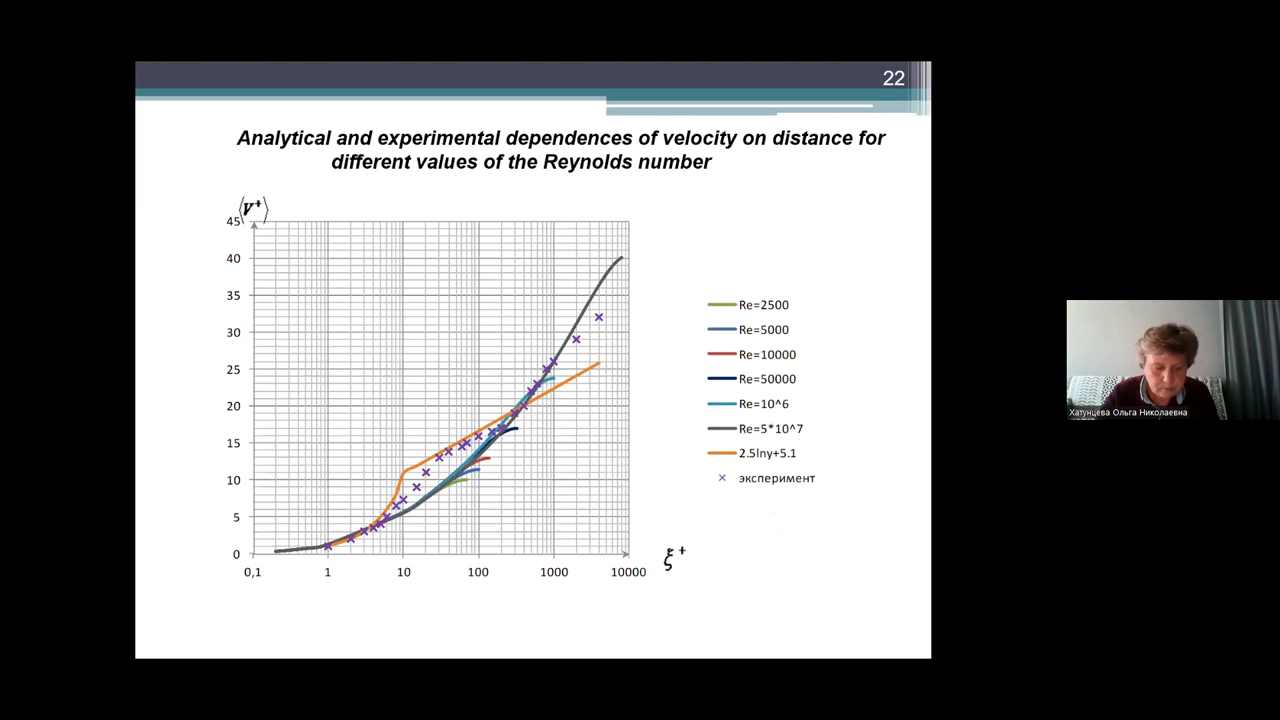 22
Analytical and experimental dependences of velocity on distance for
different values of the Reynolds number
⟨V⁺⟩
45
40
35
30
25
20
15
10
5
0
0,1 1 10 100 1000 10000
ξ⁺
Re=2500
Re=5000
Re=10000
Re=50000
Re=10^6
Re=5*10^7
2.5lny+5.1
эксперимент
Хатунцева Ольга Николаевна